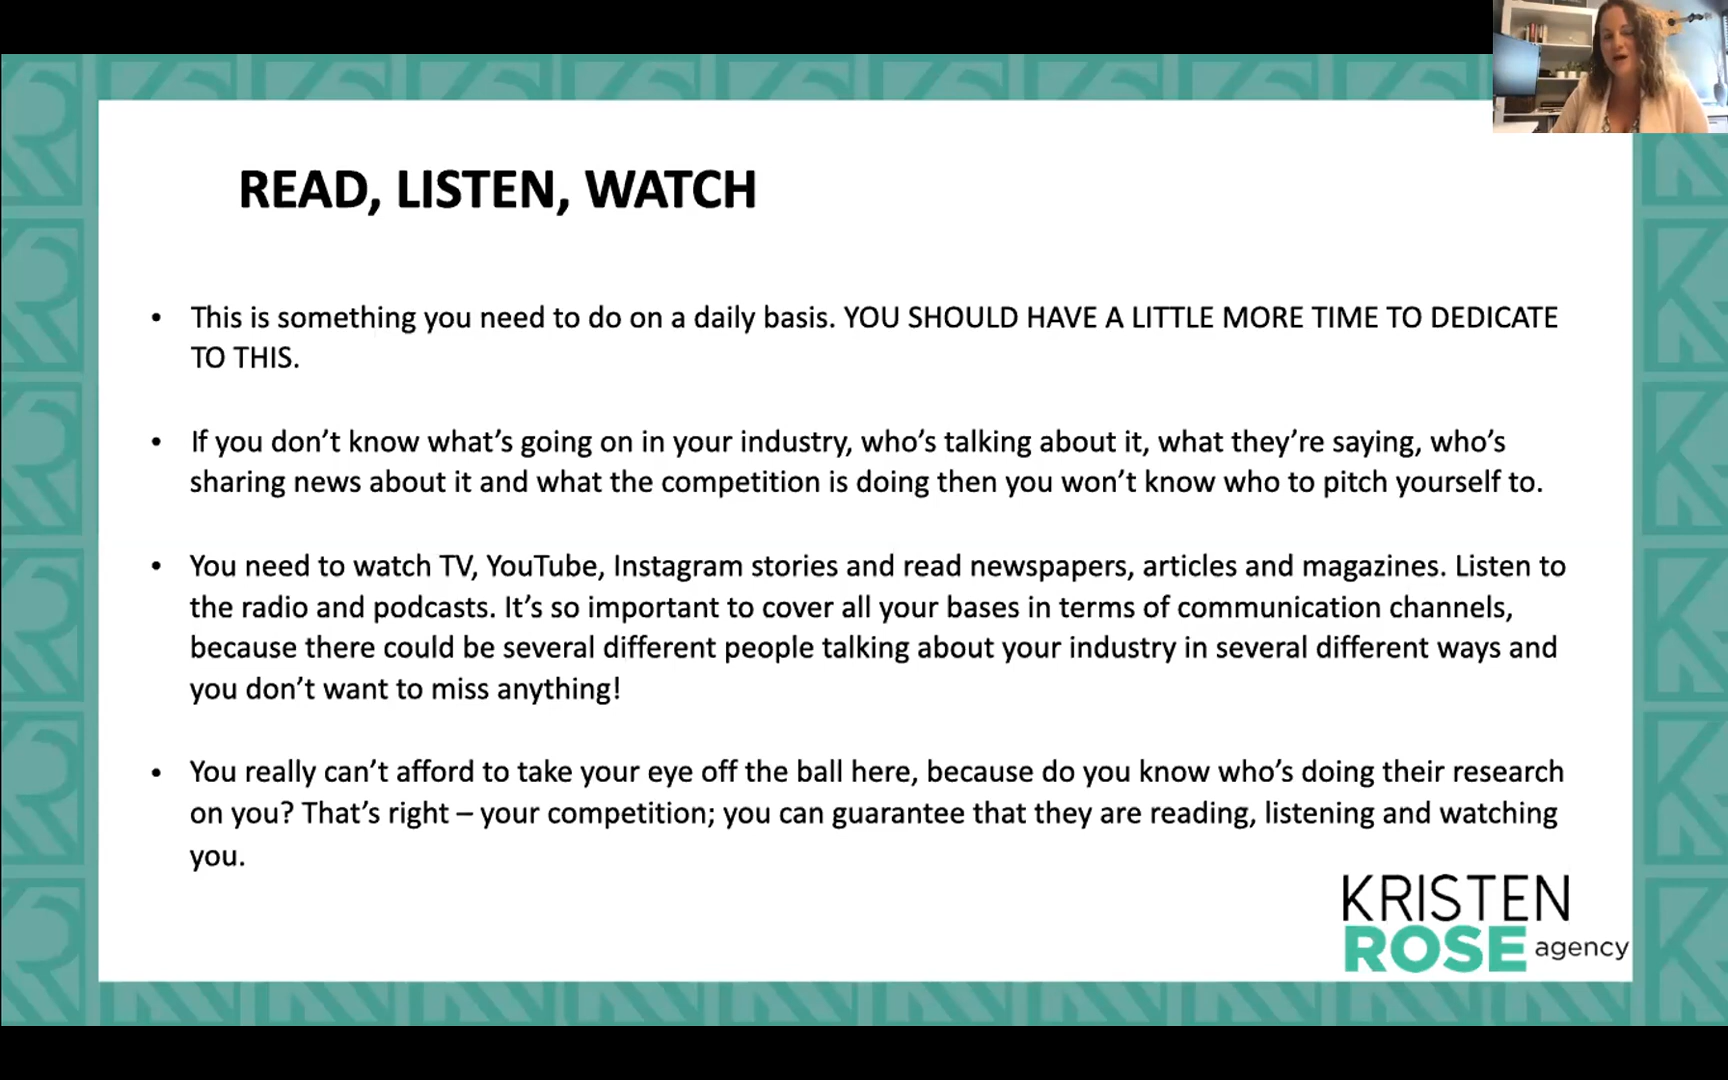 READ, LISTEN, WATCH
• This is something you need to do on a daily basis. YOU SHOULD HAVE A LITTLE MORE TIME TO DEDICATE
TO THIS.
• If you don’t know what’s going on in your industry, who’s talking about it, what they’re saying, who’s
sharing news about it and what the competition is doing then you won’t know who to pitch yourself to.
• You need to watch TV, YouTube, Instagram stories and read newspapers, articles and magazines. Listen to
the radio and podcasts. It’s so important to cover all your bases in terms of communication channels,
because there could be several different people talking about your industry in several different ways and
you don’t want to miss anything!
• You really can’t afford to take your eye off the ball here, because do you know who’s doing their research
on you? That’s right – your competition; you can guarantee that they are reading, listening and watching
you.
KRISTEN
ROSE agency